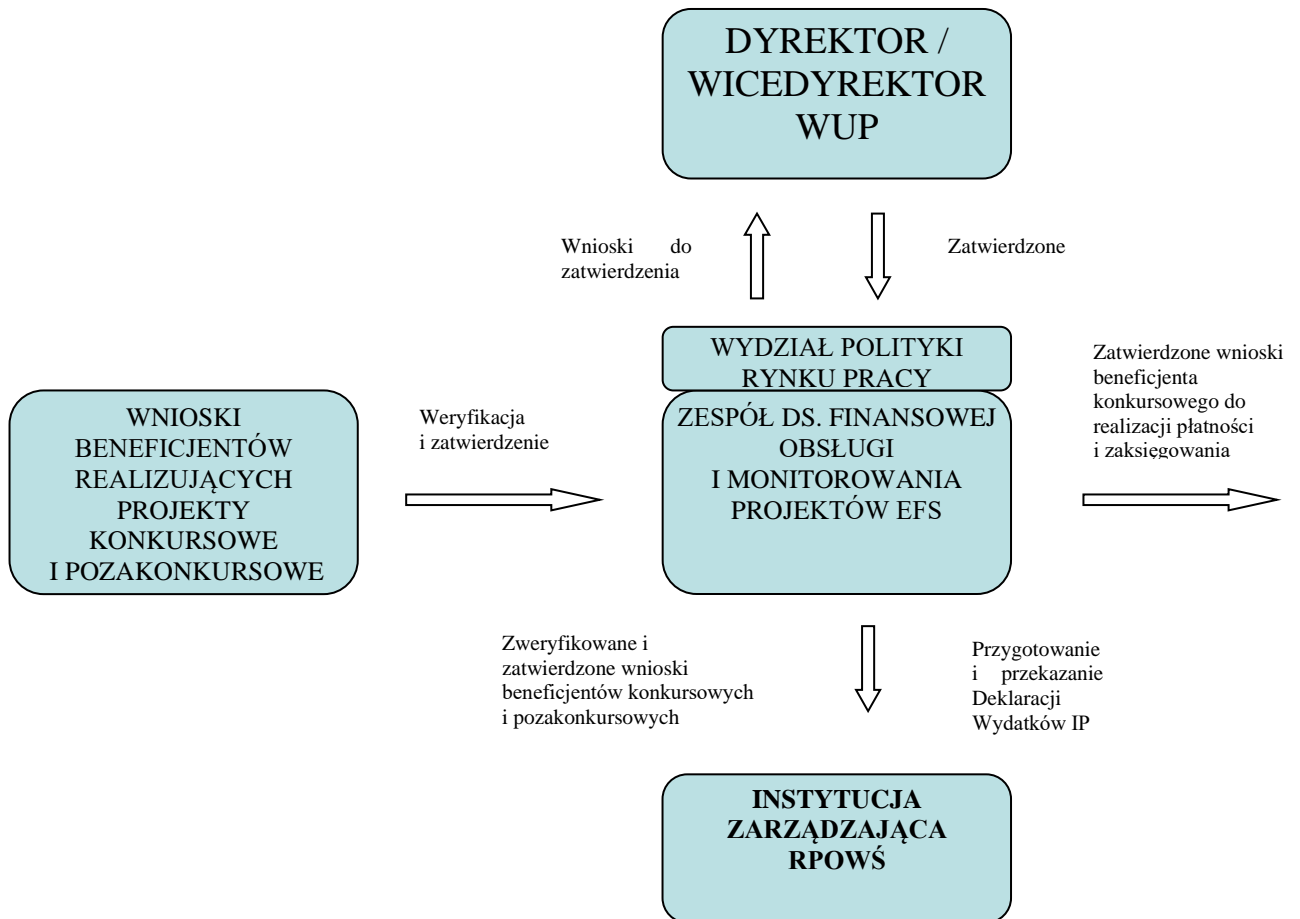 DYREKTOR /
WICEDYREKTOR
WUP
Wnioski do
zatwierdzenia
Zatwierdzone
WYDZIAŁ POLITYKI
RYNKU PRACY
Zatwierdzone wnioski
beneficjenta
konkursowego do
realizacji płatności
i zaksięgowania
WNIOSKI
BENEFICJENTÓW
REALIZUJĄCYCH
PROJEKTY
KONKURSOWE
I POZAKONKURSOWE
Weryfikacja
i zatwierdzenie
ZESPÓŁ DS. FINANSOWEJ
OBSŁUGI
I MONITOROWANIA
PROJEKTÓW EFS
Zweryfikowane i
zatwierdzone wnioski
beneficjentów konkursowych
i pozakonkursowych
Przygotowanie
i przekazanie
Deklaracji
Wydatków IP
INSTYTUCJA
ZARZĄDZAJĄCA
RPOWŚ